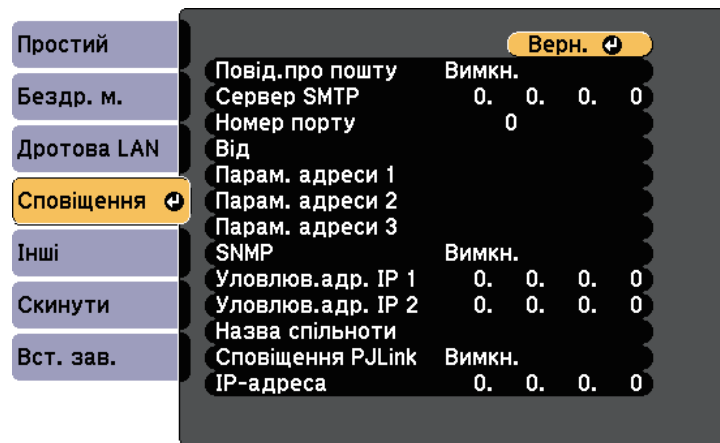 Простий
Бездр. м.
Дротова LAN
Сповіщення
Інші
Скинути
Вст. зав.
Верн.
Повід.про пошту Вимкн.
Сервер SMTP 0. 0. 0. 0
Номер порту 0
Від
Парам. адреси 1
Парам. адреси 2
Парам. адреси 3
SNMP Вимкн.
Уловлюв.адр. IP 1 0. 0. 0. 0
Уловлюв.адр. IP 2 0. 0. 0. 0
Назва спільноти
Сповіщення PJLink Вимкн.
IP-адреса 0. 0. 0. 0